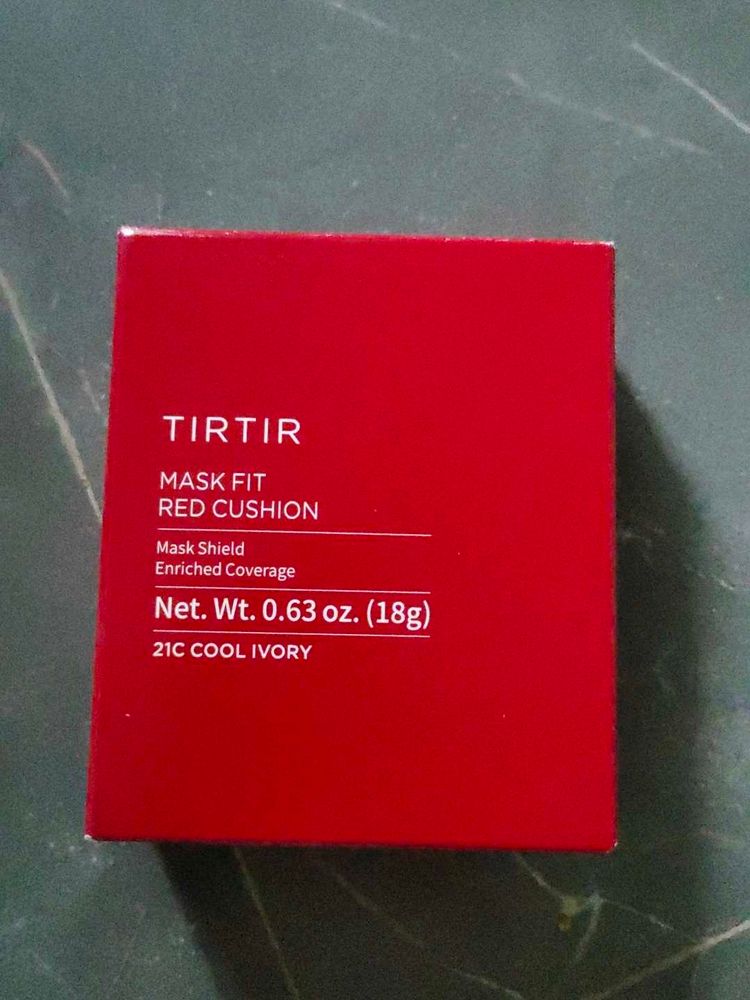 TIRTIR
MASK FIT
RED CUSHION
Mask Shield
Enriched Coverage
Net. Wt. 0.63 oz. (18g)
21C COOL IVORY